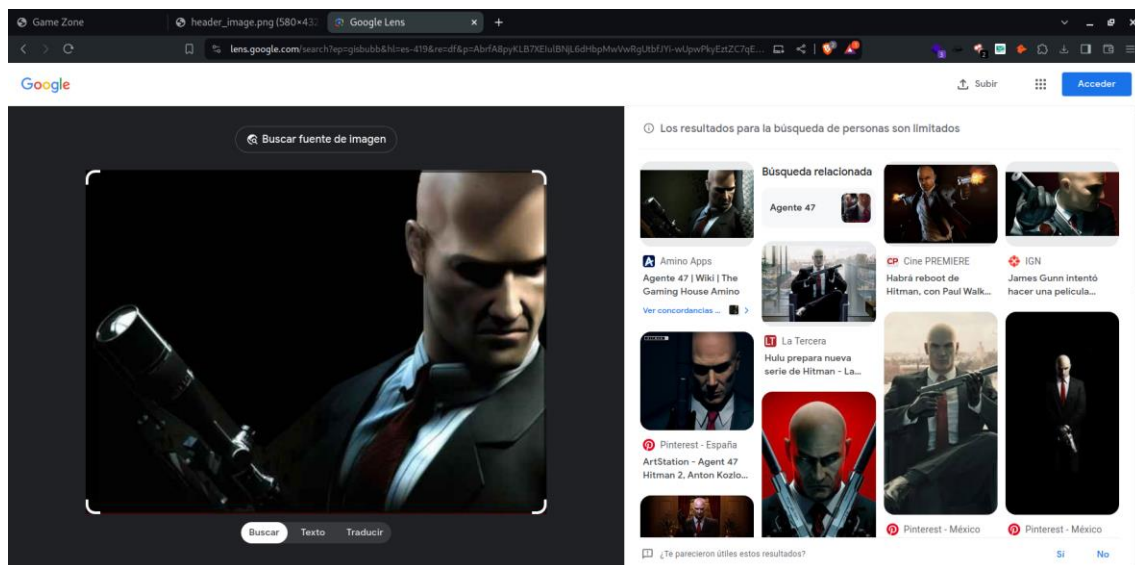 Game Zone
header_image.png (580×432
Google Lens
lens.google.com/search?ep=gisbubb&hl=es-419&re=df&p=
Google
Subir
Acceder
Buscar fuente de imagen
Buscar
Texto
Traducir
Los resultados para la búsqueda de personas son limitados
Amino Apps
Agente 47 | Wiki | The
Gaming House Amino
Ver concordancias ...
Pinterest - España
ArtStation - Agent 47
Hitman 2, Anton Kozlo...
Búsqueda relacionada
Agente 47
La Tercera
Hulu prepara nueva
serie de Hitman - La...
CP Cine PREMIERE
Habrá reboot de
Hitman, con Paul Walk...
Pinterest - México
IGN
James Gunn intentó
hacer una película...
Pinterest - México
¿Te parecieron útiles estos resultados?
Sí
No